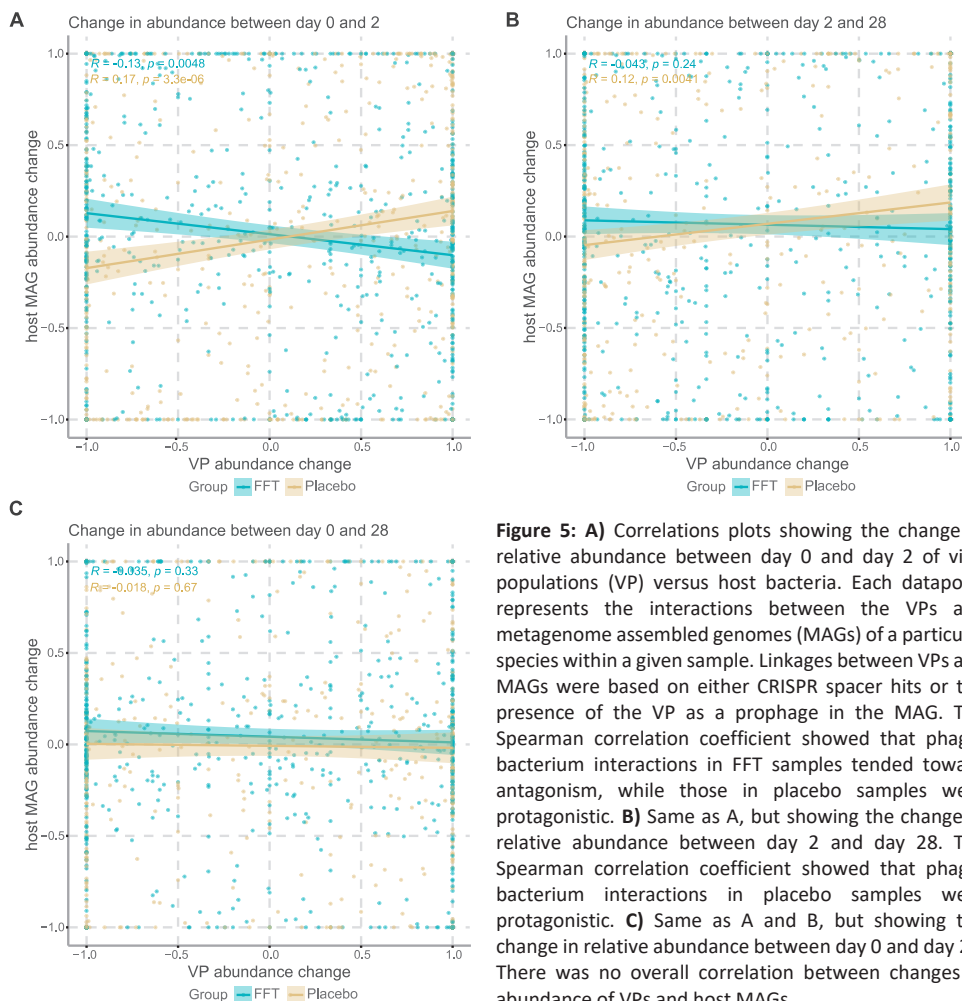 A
Change in abundance between day 0 and 2
R = -0.13, p = 0.0048
R = 0.17, p = 3.3e-06
1.0
0.5
0.0
−0.5
−1.0
host MAG abundance change
−1.0 −0.5 0.0 0.5 1.0
VP abundance change
Group FFT Placebo
B
Change in abundance between day 2 and 28
R = -0.043, p = 0.24
R = 0.12, p = 0.0041
1.0
0.5
0.0
−0.5
−1.0
host MAG abundance change
−1.0 −0.5 0.0 0.5 1.0
VP abundance change
Group FFT Placebo
C
Change in abundance between day 0 and 28
R = -0.035, p = 0.33
R = -0.018, p = 0.67
1.0
0.5
0.0
−0.5
−1.0
host MAG abundance change
−1.0 −0.5 0.0 0.5 1.0
VP abundance change
Group FFT Placebo
Figure 5: A) Correlations plots showing the change
relative abundance between day 0 and day 2 of vi
populations (VP) versus host bacteria. Each datapo
represents the interactions between the VPs a
metagenome assembled genomes (MAGs) of a particu
species within a given sample. Linkages between VPs a
MAGs were based on either CRISPR spacer hits or t
presence of the VP as a prophage in the MAG. T
Spearman correlation coefficient showed that phag
bacterium interactions in FFT samples tended towa
antagonism, while those in placebo samples we
protagonistic. B) Same as A, but showing the change
relative abundance between day 2 and day 28. T
Spearman correlation coefficient showed that phag
bacterium interactions in placebo samples we
protagonistic. C) Same as A and B, but showing t
change in relative abundance between day 0 and day 2
There was no overall correlation between changes
abundance of VPs and host MAGs